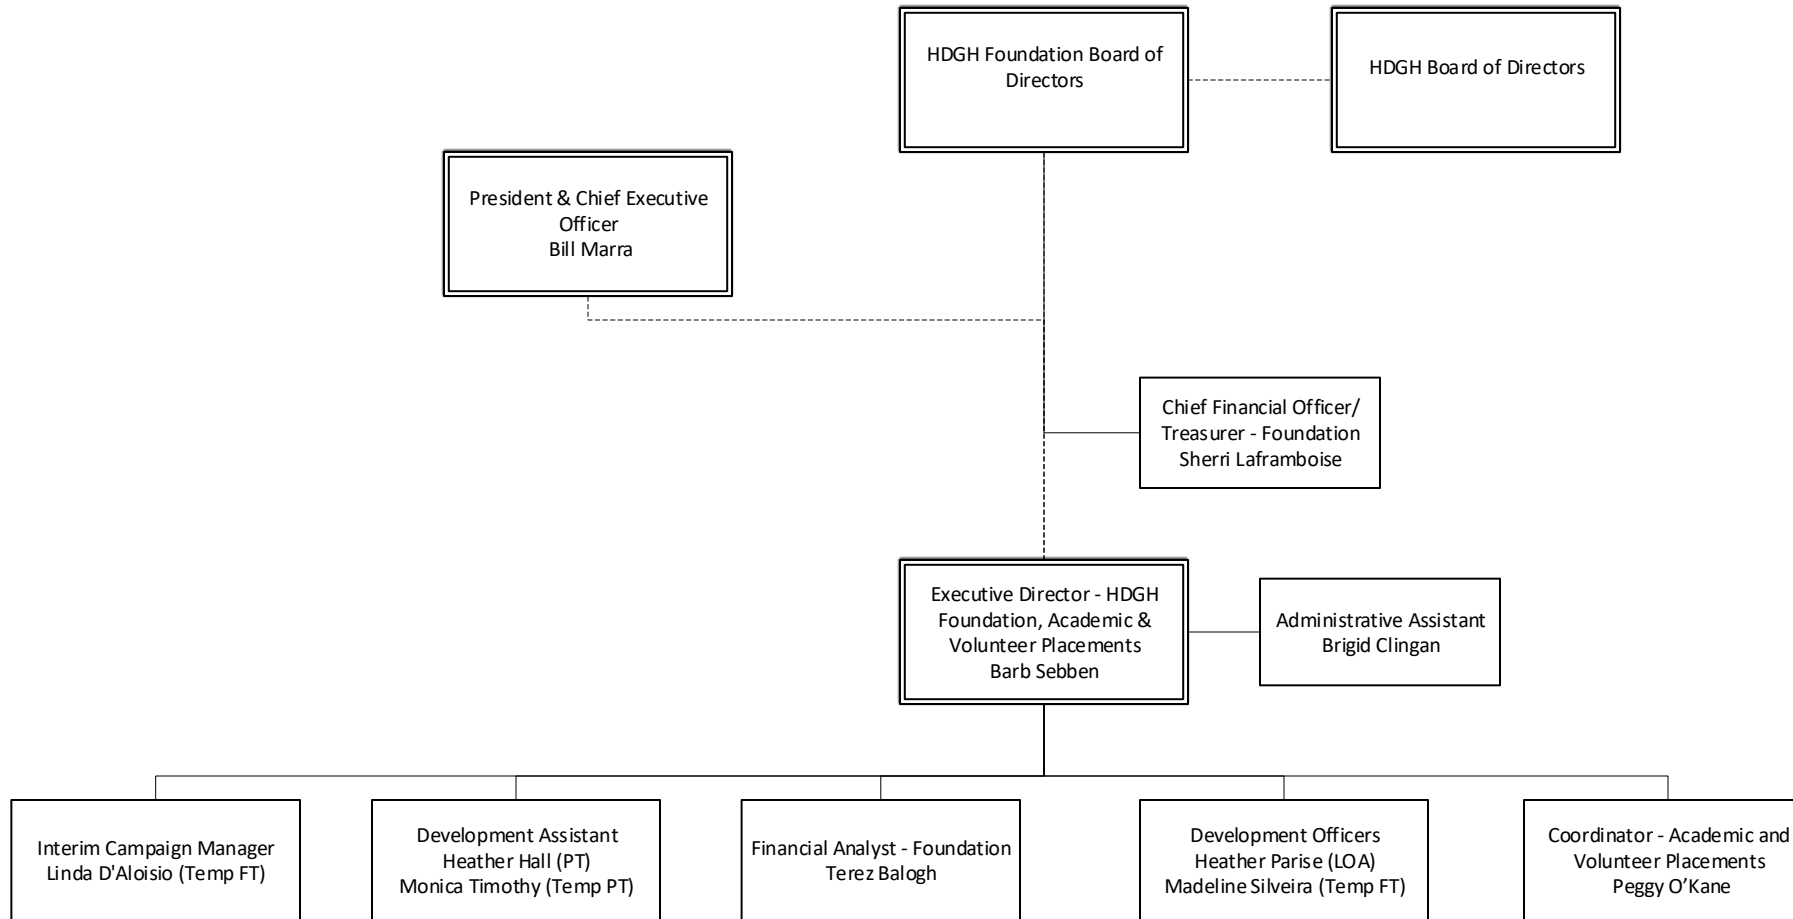 HDGH Foundation Board of
Directors
HDGH Board of Directors
President & Chief Executive
Officer
Bill Marra
Chief Financial Officer/
Treasurer - Foundation
Sherri Laframboise
Executive Director - HDGH
Foundation, Academic &
Volunteer Placements
Barb Sebben
Administrative Assistant
Brigid Clingan
Interim Campaign Manager
Linda D'Aloisio (Temp FT)
Development Assistant
Heather Hall (PT)
Monica Timothy (Temp PT)
Financial Analyst - Foundation
Terez Balogh
Development Officers
Heather Parise (LOA)
Madeline Silveira (Temp FT)
Coordinator - Academic and
Volunteer Placements
Peggy O’Kane